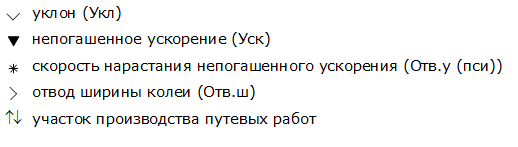 уклон (Укл)
непогашенное ускорение (Уск)
скорость нарастания непогашенного ускорения (Отв.у (пси))
отвод ширины колеи (Отв.ш)
участок производства путевых работ